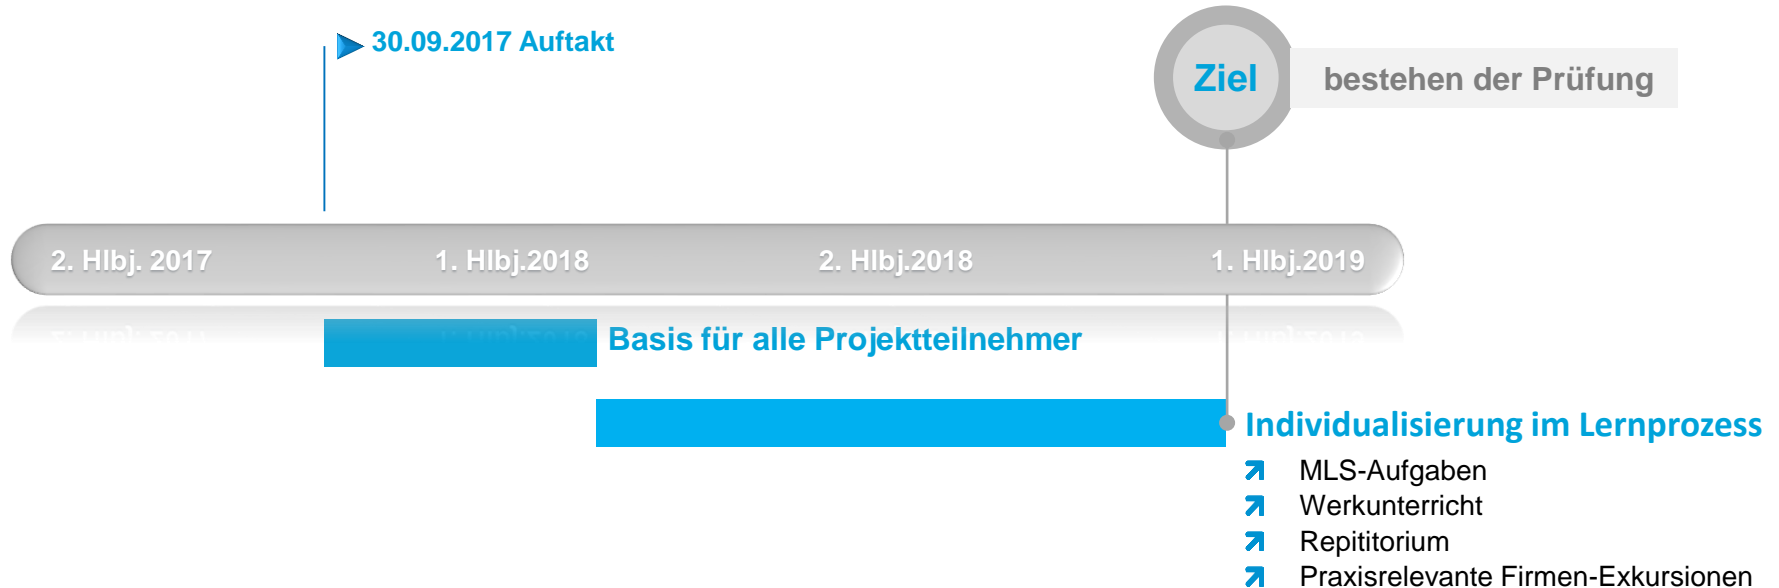 30.09.2017 Auftakt
Ziel
bestehen der Prüfung
2. Hlbj. 2017
1. Hlbj.2018
2. Hlbj.2018
1. Hlbj.2019
Basis für alle Projektteilnehmer
Individualisierung im Lernprozess
MLS-Aufgaben
Werkunterricht
Repititorium
Praxisrelevante Firmen-Exkursionen